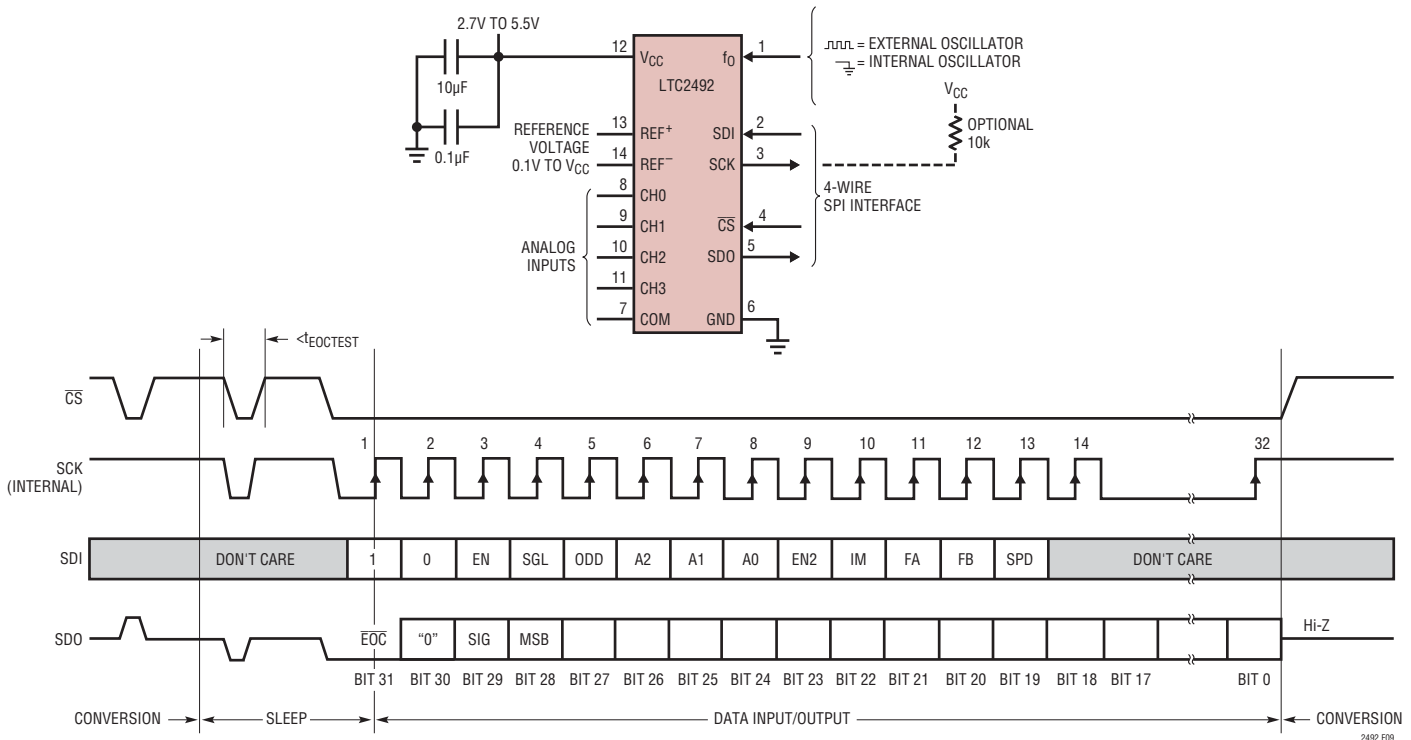 2.7V TO 5.5V
10µF
0.1µF
REFERENCE
VOLTAGE
0.1V TO VCC
ANALOG
INPUTS
12
13
14
8
9
10
11
7
VCC
LTC2492
REF+
REF−
CH0
CH1
CH2
CH3
COM
fO
SDI
SCK
CS
SDO
GND
1
2
3
4
5
6
= EXTERNAL OSCILLATOR
= INTERNAL OSCILLATOR
VCC
OPTIONAL
10k
4-WIRE
SPI INTERFACE
<tEOCTEST
CS
1 2 3 4 5 6 7 8 9 10 11 12 13 14 32
SCK
(INTERNAL)
SDI DON'T CARE 1 0 EN SGL ODD A2 A1 A0 EN2 IM FA FB SPD DON'T CARE
SDO EOC “0” SIG MSB Hi-Z
BIT 31 BIT 30 BIT 29 BIT 28 BIT 27 BIT 26 BIT 25 BIT 24 BIT 23 BIT 22 BIT 21 BIT 20 BIT 19 BIT 18 BIT 17 BIT 0
CONVERSION SLEEP DATA INPUT/OUTPUT CONVERSION
2492 F09